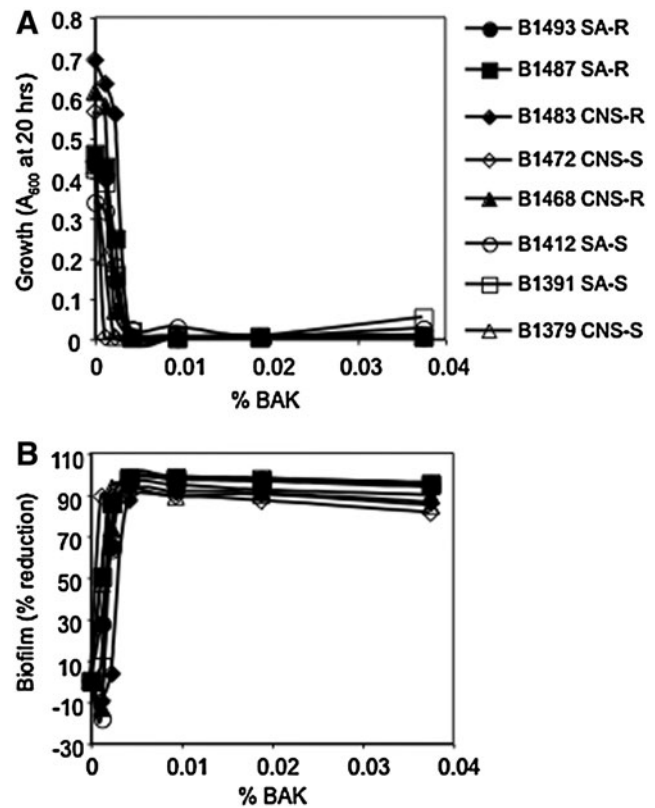 A
0.8
0.7
0.6
0.5
0.4
0.3
0.2
0.1
0
Growth (A600 at 20 hrs)
0 0.01 0.02 0.03 0.04
% BAK
B1493 SA-R
B1487 SA-R
B1483 CNS-R
B1472 CNS-S
B1468 CNS-R
B1412 SA-S
B1391 SA-S
B1379 CNS-S
B
110
90
70
50
30
10
-10
-30
Biofilm (% reduction)
0 0.01 0.02 0.03 0.04
% BAK